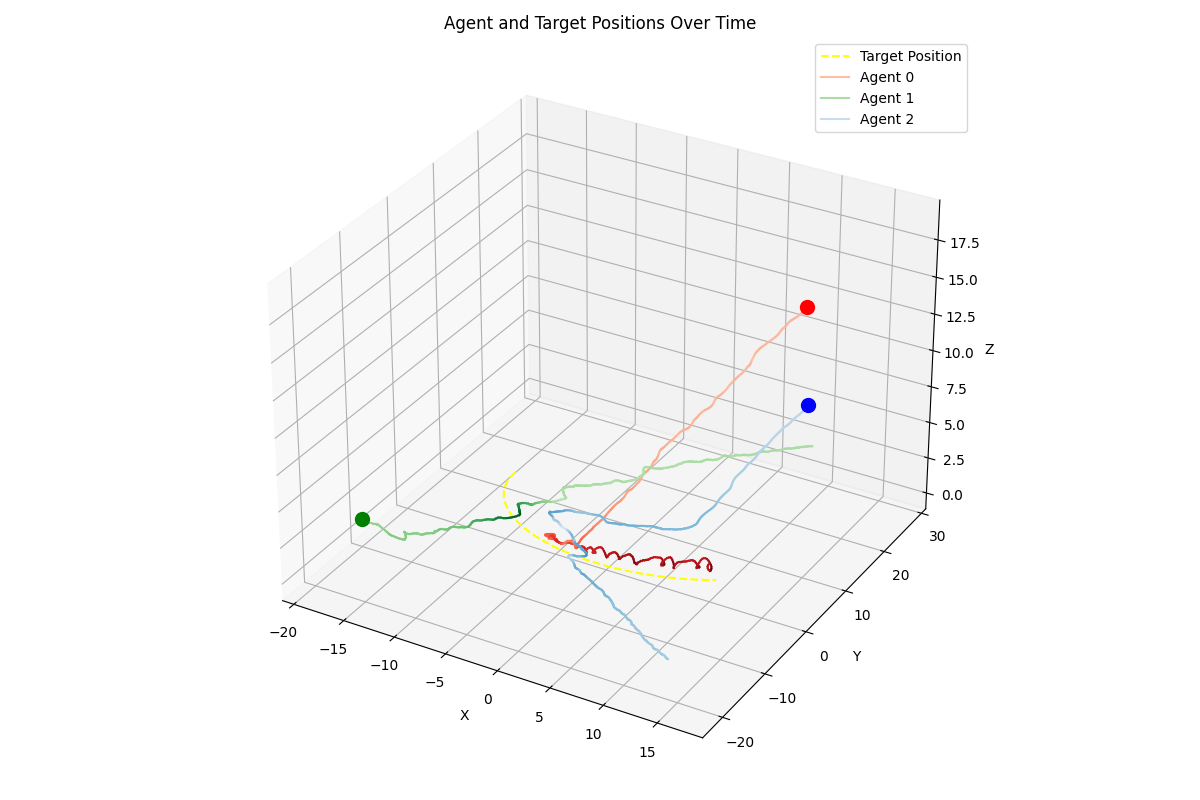 Agent and Target Positions Over Time
Target Position
Agent 0
Agent 1
Agent 2
17.5
15.0
12.5
10.0
7.5
5.0
2.5
0.0
Z
30
20
10
0
−10
−20
Y
−20
−15
−10
−5
0
5
10
15
X